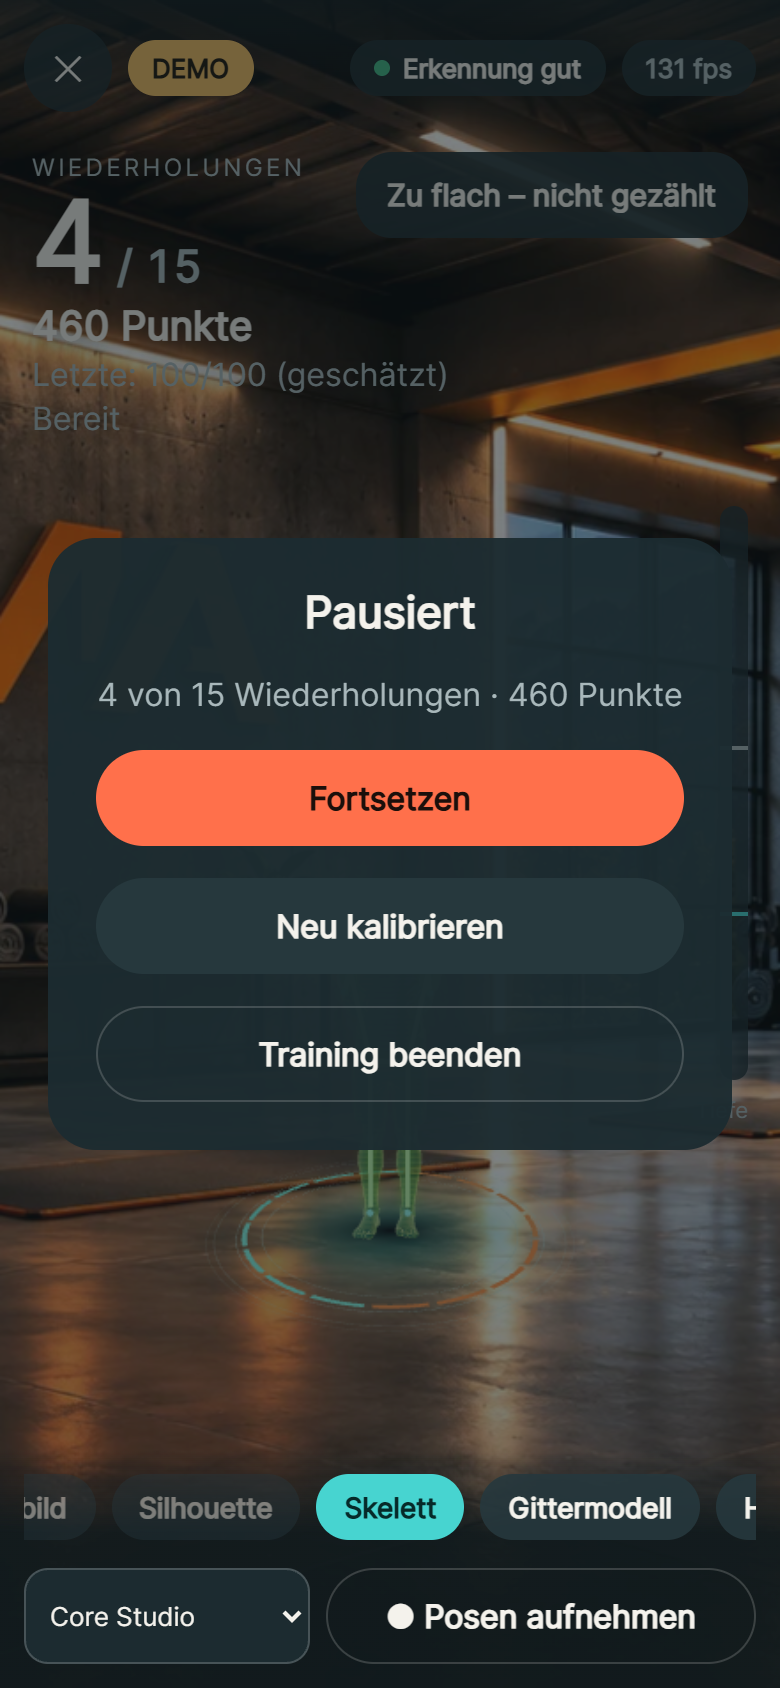 DEMO
Erkennung gut
131 fps
WIEDERHOLUNGEN
Zu flach – nicht gezählt
4 / 15
460 Punkte
Letzte: 100/100 (geschätzt)
Bereit
Pausiert
4 von 15 Wiederholungen · 460 Punkte
Fortsetzen
Neu kalibrieren
Training beenden
Silhouette
Skelett
Gittermodell
Core Studio
Posen aufnehmen